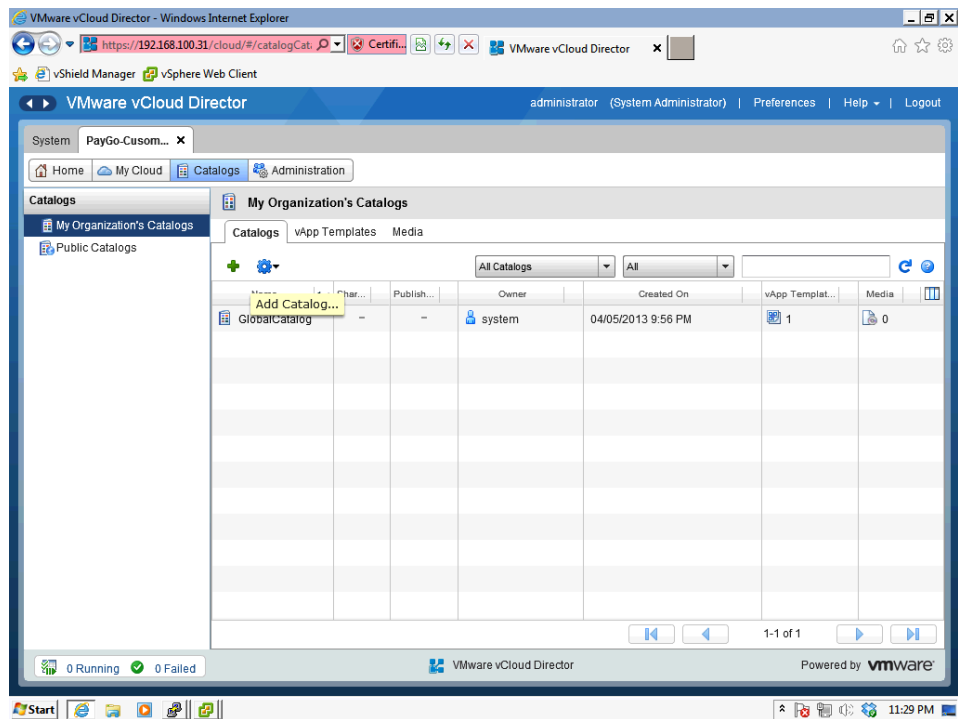 VMware vCloud Director - Windows Internet Explorer
https://192.168.100.31/cloud/#/catalogCat: Certifi... VMware vCloud Director
vShield Manager vSphere Web Client
VMware vCloud Director administrator (System Administrator) | Preferences | Help | Logout
System PayGo-Cusom...
Home My Cloud Catalogs Administration
Catalogs
My Organization's Catalogs
Public Catalogs
My Organization's Catalogs
Catalogs vApp Templates Media
All Catalogs All
Char... Publish... Owner Created On vApp Templat... Media
Add Catalog...
GlobalCatalog - - system 04/05/2013 9:56 PM 1 0
1-1 of 1
0 Running 0 Failed VMware vCloud Director Powered by vmware
Start 11:29 PM